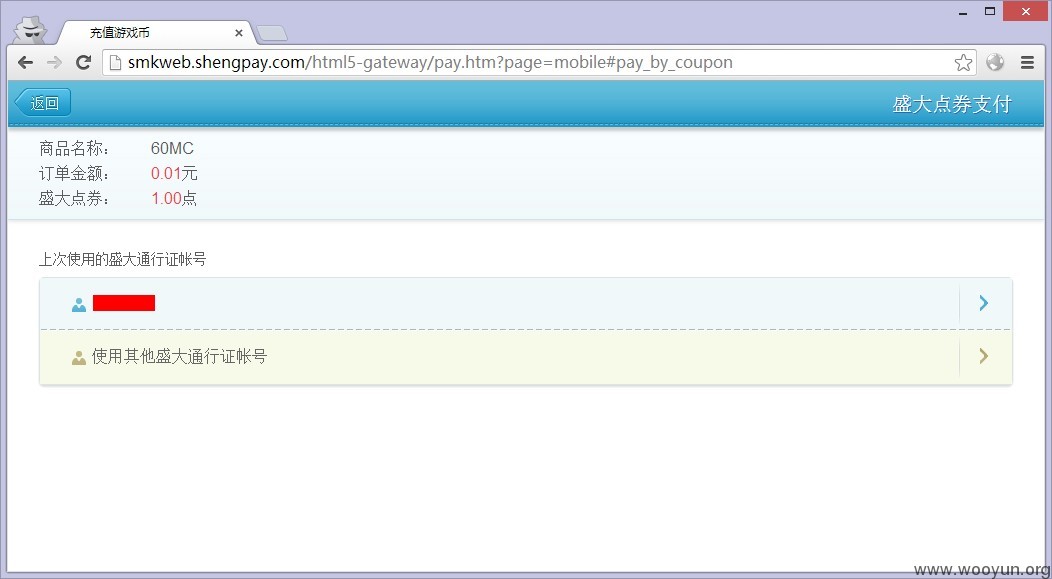 充值游戏币
smkweb.shengpay.com/html5-gateway/pay.htm?page=mobile#pay_by_coupon
返回 盛大点券支付
商品名称: 60MC
订单金额: 0.01元
盛大点券: 1.00点
上次使用的盛大通行证帐号
使用其他盛大通行证帐号
www.wooyun.org